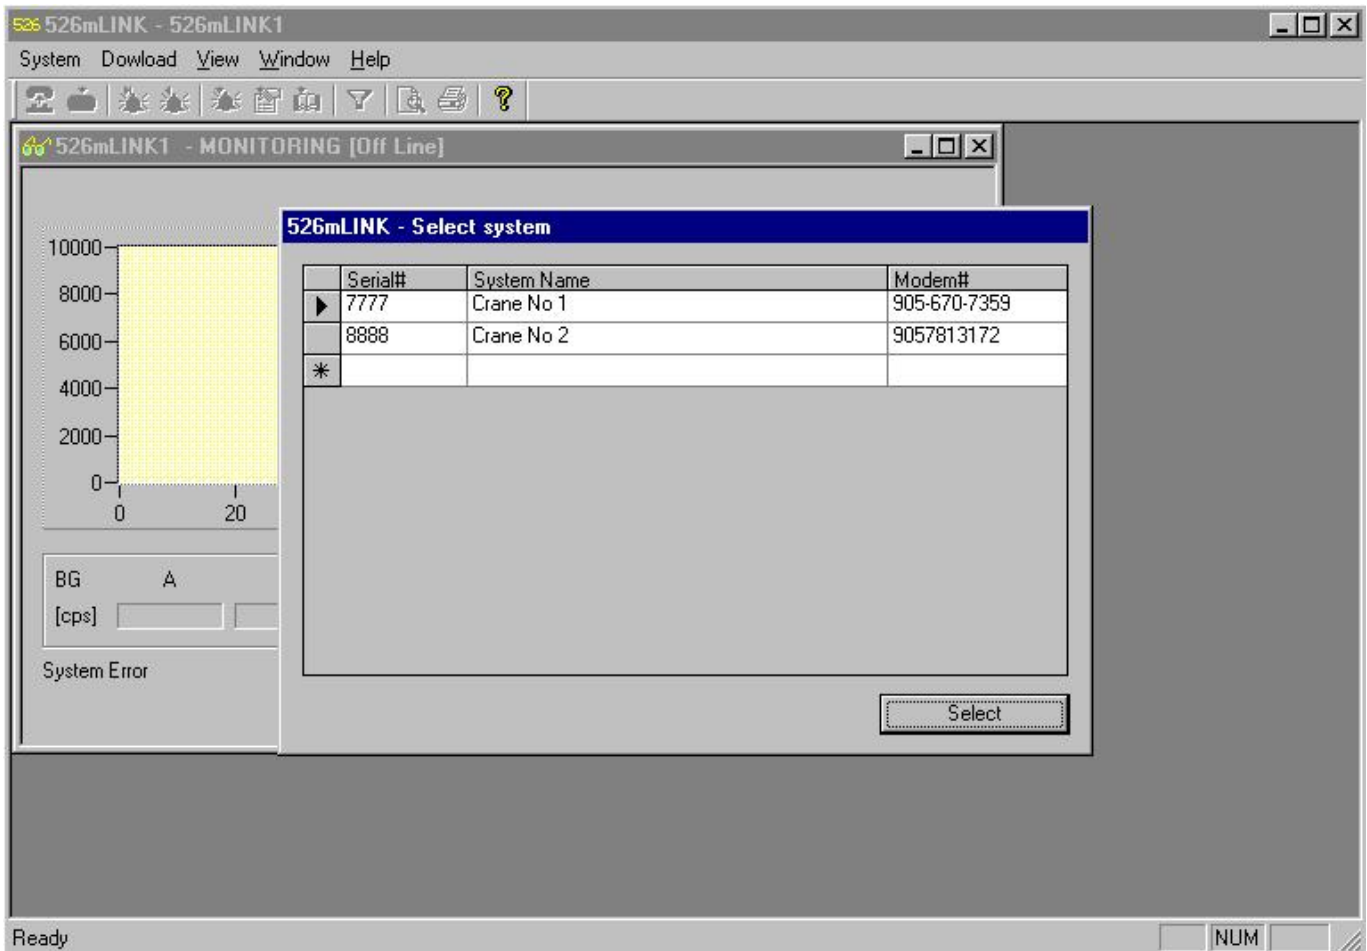 526 526mLINK - 526mLINK1
System Dowload View Window Help
526mLINK1 - MONITORING [Off Line]
526mLINK - Select system
Serial# System Name Modem#
7777 Crane No 1 905-670-7359
8888 Crane No 2 9057813172
10000
8000
6000
4000
2000
0
0 20
BG A
[cps]
System Error
Select
Ready NUM